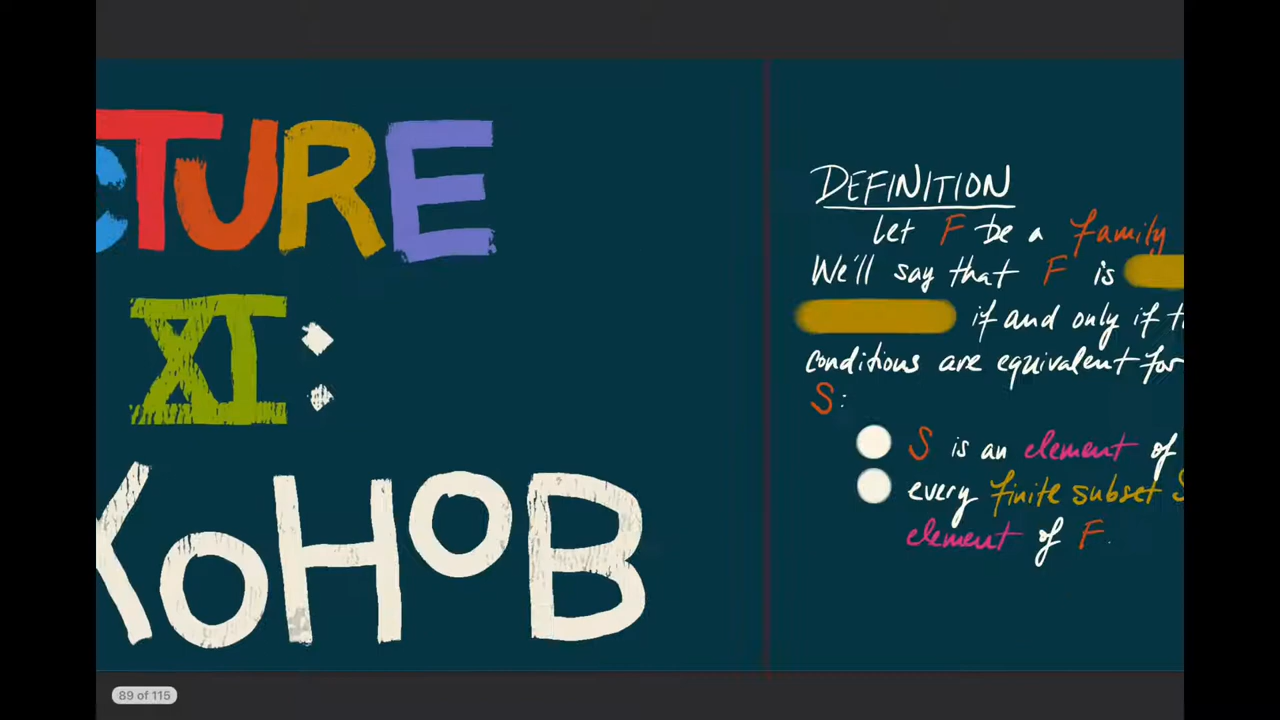 CTURE
XI:
XOHOB
DEFINITION
Let F be a family
We'll say that F is
if and only if t
conditions are equivalent for
S:
S is an element of
every finite subset S
element of F.
89 of 115